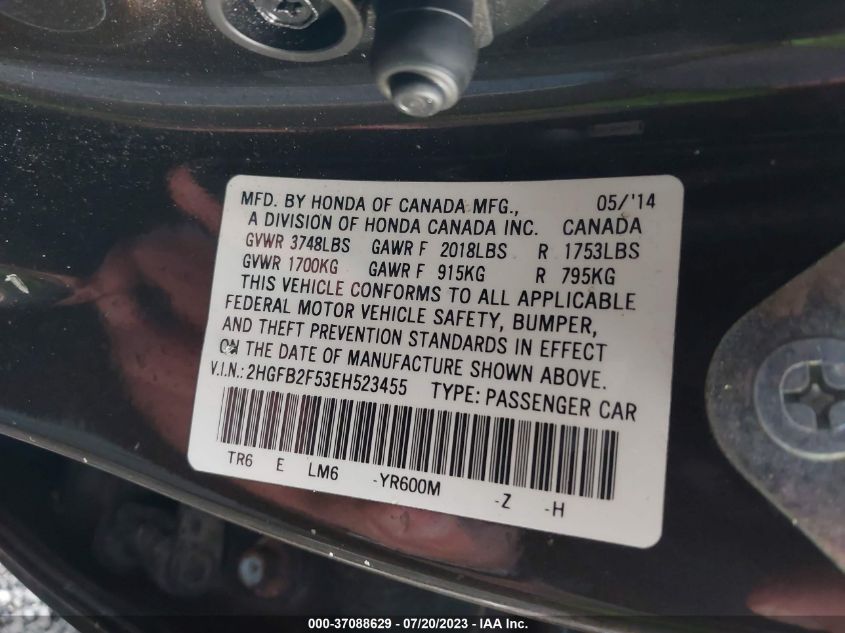 MFD. BY HONDA OF CANADA MFG., 05/'14
A DIVISION OF HONDA CANADA INC. CANADA
GVWR 3748LBS GAWR F 2018LBS R 1753LBS
GVWR 1700KG GAWR F 915KG R 795KG
THIS VEHICLE CONFORMS TO ALL APPLICABLE
FEDERAL MOTOR VEHICLE SAFETY, BUMPER,
AND THEFT PREVENTION STANDARDS IN EFFECT
ON THE DATE OF MANUFACTURE SHOWN ABOVE.
V.I.N.: 2HGFB2F53EH523455 TYPE: PASSENGER CAR
TR6 E LM6 -YR600M -Z -H
000-37088629 - 07/20/2023 - IAA Inc.